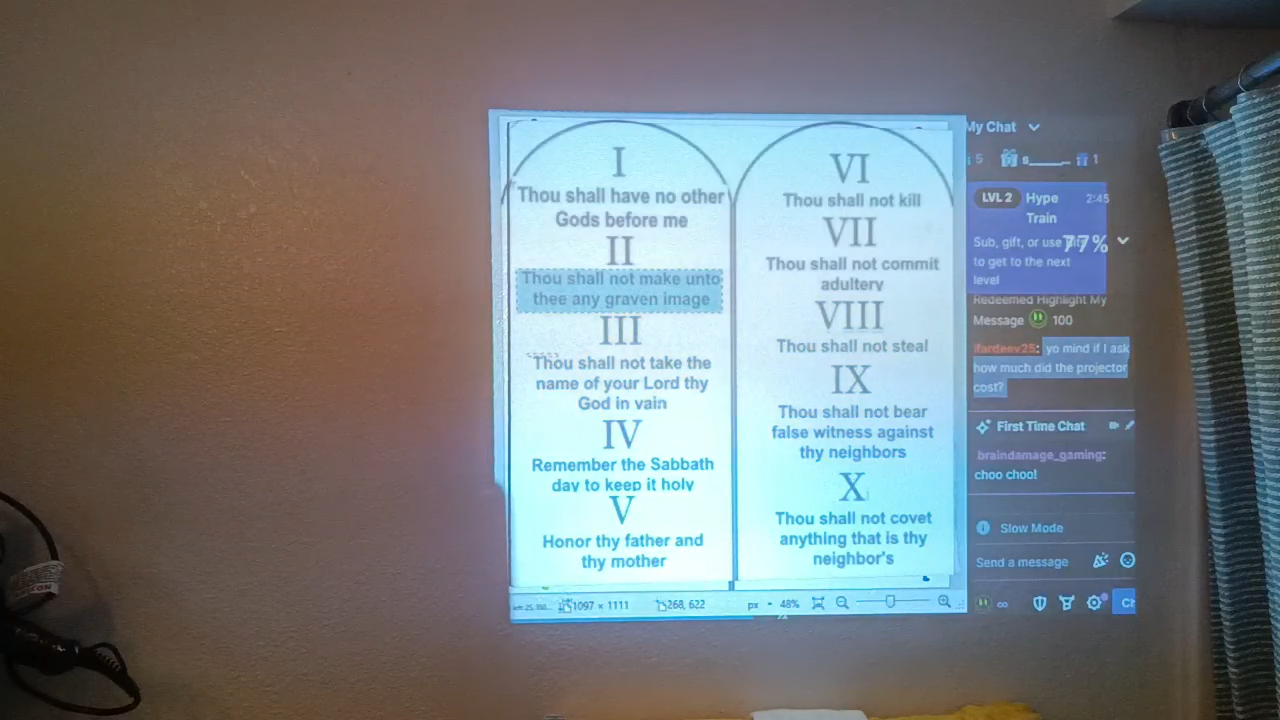 I
Thou shall have no other
Gods before me
II
Thou shall not make unto
thee any graven image
III
Thou shall not take the
name of your Lord thy
God in vain
IV
Remember the Sabbath
day to keep it holy
V
Honor thy father and
thy mother
VI
Thou shall not kill
VII
Thou shall not commit
adultery
VIII
Thou shall not steal
IX
Thou shall not bear
false witness against
thy neighbors
X
Thou shall not covet
anything that is thy
neighbor's
1097 × 1111
268, 622
px
48%
My Chat
5
s
1
LVL 2
Hype
Train
2:45
Sub, gift, or use
77%
to get to the next
level
Redeemed Highlight My
Message 100
yo mind if I ask
how much did the projector
cost?
First Time Chat
braindamage_gaming:
choo choo!
Slow Mode
Send a message
∞
Ch